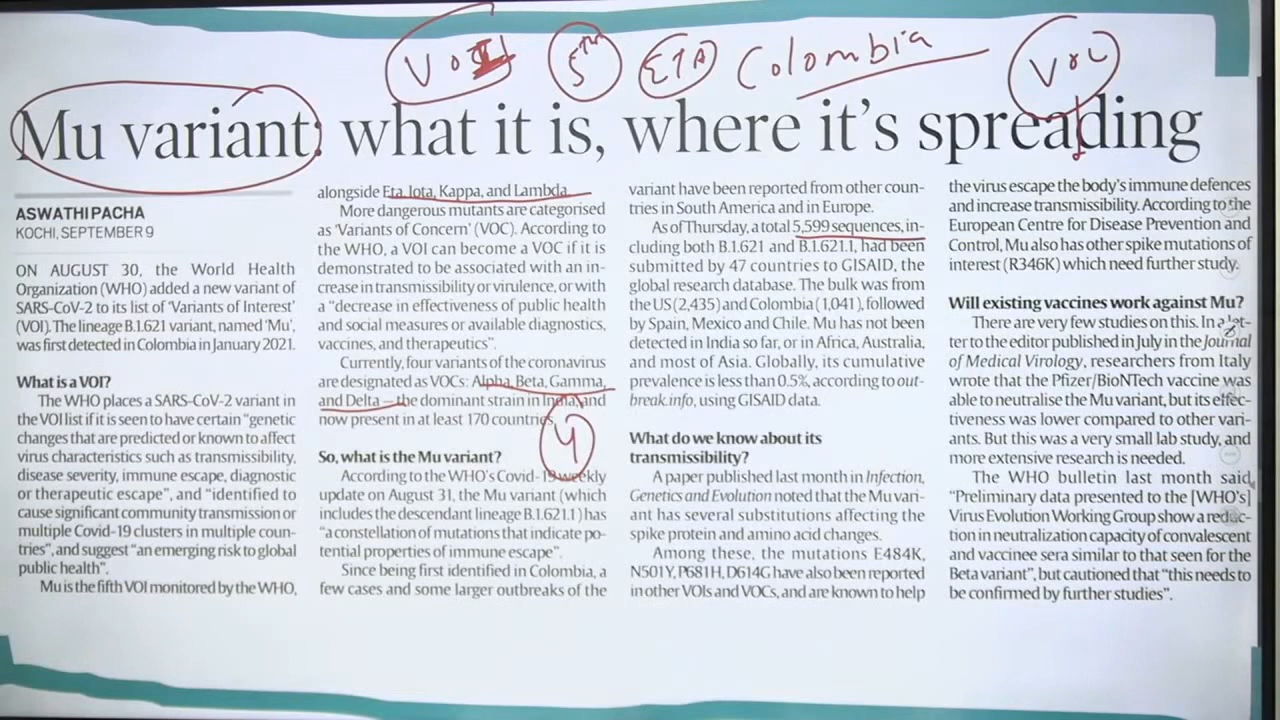 VOI 5TH ETA Colombia VOC
Mu variant: what it is, where it's spreading
ASWATHI PACHA
KOCHI, SEPTEMBER 9
ON AUGUST 30, the World Health
Organization (WHO) added a new variant of
SARS-CoV-2 to its list of 'Variants of Interest'
(VOI). The lineage B.1.621 variant, named 'Mu',
was first detected in Colombia in January 2021.
What is a VOI?
The WHO places a SARS-CoV-2 variant in
the VOI list if it is seen to have certain "genetic
changes that are predicted or known to affect
virus characteristics such as transmissibility,
disease severity, immune escape, diagnostic
or therapeutic escape", and "identified to
cause significant community transmission or
multiple Covid-19 clusters in multiple coun-
tries", and suggest "an emerging risk to global
public health".
Mu is the fifth VOI monitored by the WHO,
alongside Eta, Iota, Kappa, and Lambda.
More dangerous mutants are categorised
as 'Variants of Concern' (VOC). According to
the WHO, a VOI can become a VOC if it is
demonstrated to be associated with an in-
crease in transmissibility or virulence, or with
a "decrease in effectiveness of public health
and social measures or available diagnostics,
vaccines, and therapeutics".
Currently, four variants of the coronavirus
are designated as VOCs: Alpha, Beta, Gamma,
and Delta — the dominant strain in India and
now present in at least 170 countries.
4
So, what is the Mu variant?
According to the WHO's Covid-19 weekly
update on August 31, the Mu variant (which
includes the descendant lineage B.1.621.1) has
"a constellation of mutations that indicate po-
tential properties of immune escape".
Since being first identified in Colombia, a
few cases and some larger outbreaks of the
variant have been reported from other coun-
tries in South America and in Europe.
As of Thursday, a total 5,599 sequences, in-
cluding both B.1.621 and B.1.621.1, had been
submitted by 47 countries to GISAID, the
global research database. The bulk was from
the US (2,435) and Colombia (1,041), followed
by Spain, Mexico and Chile. Mu has not been
detected in India so far, or in Africa, Australia,
and most of Asia. Globally, its cumulative
prevalence is less than 0.5%, according to out-
break.info, using GISAID data.
What do we know about its
transmissibility?
A paper published last month in Infection,
Genetics and Evolution noted that the Mu vari-
ant has several substitutions affecting the
spike protein and amino acid changes.
Among these, the mutations E484K,
N501Y, P681H, D614G have also been reported
in other VOIs and VOCs, and are known to help
the virus escape the body's immune defences
and increase transmissibility. According to the
European Centre for Disease Prevention and
Control, Mu also has other spike mutations of
interest (R346K) which need further study.
Will existing vaccines work against Mu?
There are very few studies on this. In a let-
ter to the editor published in July in the Journal
of Medical Virology, researchers from Italy
wrote that the Pfizer/BioNTech vaccine was
able to neutralise the Mu variant, but its effec-
tiveness was lower compared to other vari-
ants. But this was a very small lab study, and
more extensive research is needed.
The WHO bulletin last month said,
"Preliminary data presented to the [WHO's]
Virus Evolution Working Group show a reduc-
tion in neutralization capacity of convalescent
and vaccinee sera similar to that seen for the
Beta variant", but cautioned that "this needs to
be confirmed by further studies".